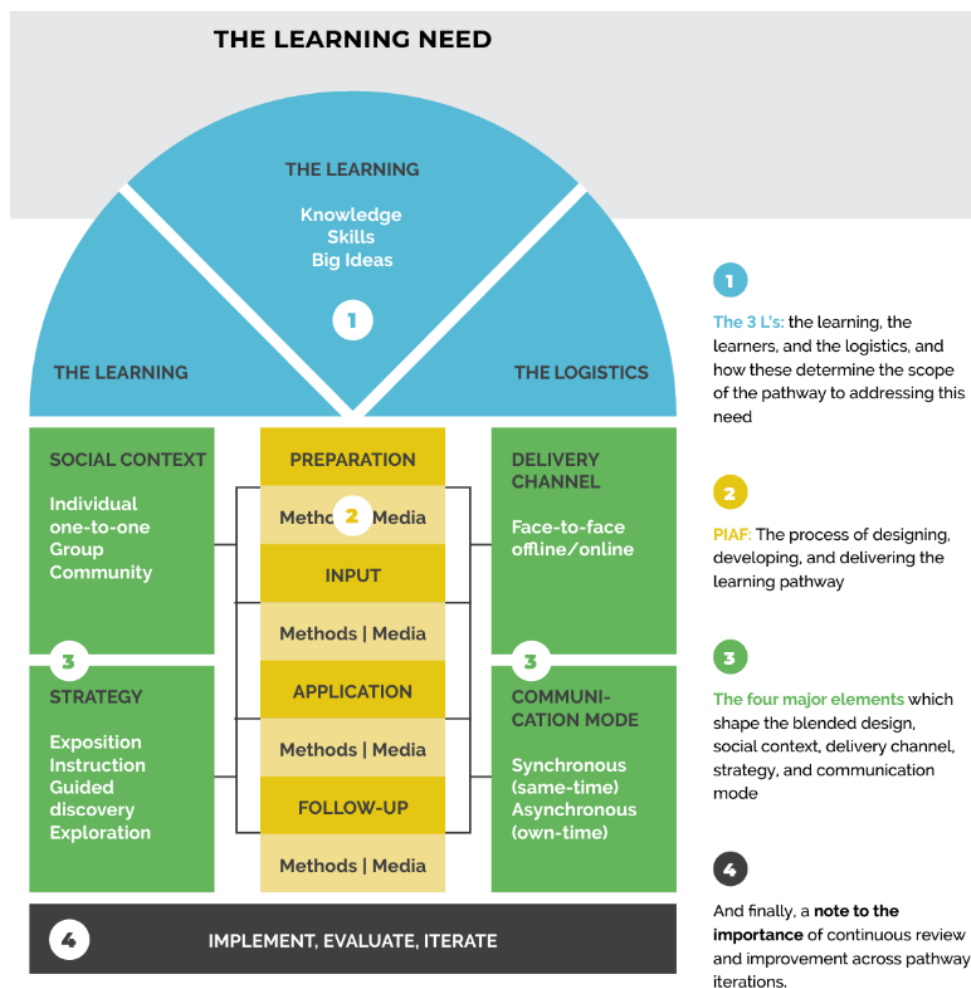 THE LEARNING NEED
THE LEARNING
Knowledge
Skills
Big Ideas
1
THE LEARNING
THE LOGISTICS
SOCIAL CONTEXT
Individual
one-to-one
Group
Community
3
STRATEGY
Exposition
Instruction
Guided
discovery
Exploration
PREPARATION
Metho 2 Media
INPUT
Methods | Media
APPLICATION
Methods | Media
FOLLOW-UP
Methods | Media
DELIVERY
CHANNEL
Face-to-face
offline/online
3
COMMUNI-
CATION MODE
Synchronous
(same-time)
Asynchronous
(own-time)
4
IMPLEMENT, EVALUATE, ITERATE
1
The 3 L's: the learning, the
learners, and the logistics, and
how these determine the scope
of the pathway to addressing this
need
2
PIAF: The process of designing,
developing, and delivering the
learning pathway
3
The four major elements which
shape the blended design,
social context, delivery channel,
strategy, and communication
mode
4
And finally, a note to the
importance of continuous review
and improvement across pathway
iterations.